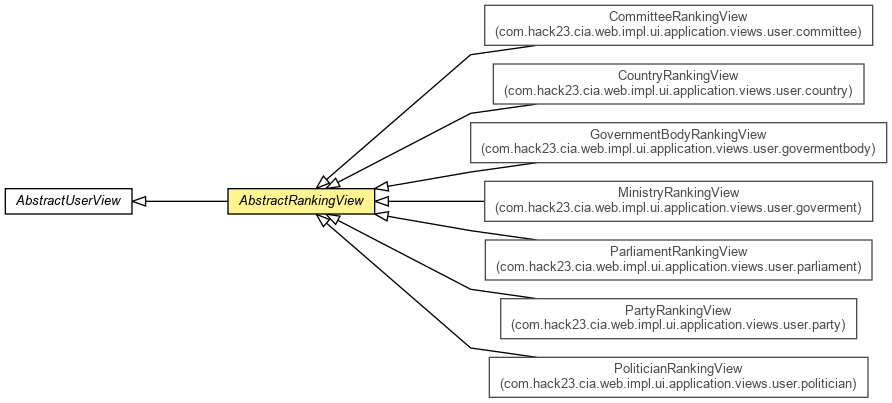 CommitteeRankingView
(com.hack23.cia.web.impl.ui.application.views.user.committee)
CountryRankingView
(com.hack23.cia.web.impl.ui.application.views.user.country)
GovernmentBodyRankingView
(com.hack23.cia.web.impl.ui.application.views.user.govermentbody)
AbstractUserView
AbstractRankingView
MinistryRankingView
(com.hack23.cia.web.impl.ui.application.views.user.goverment)
ParliamentRankingView
(com.hack23.cia.web.impl.ui.application.views.user.parliament)
PartyRankingView
(com.hack23.cia.web.impl.ui.application.views.user.party)
PoliticianRankingView
(com.hack23.cia.web.impl.ui.application.views.user.politician)